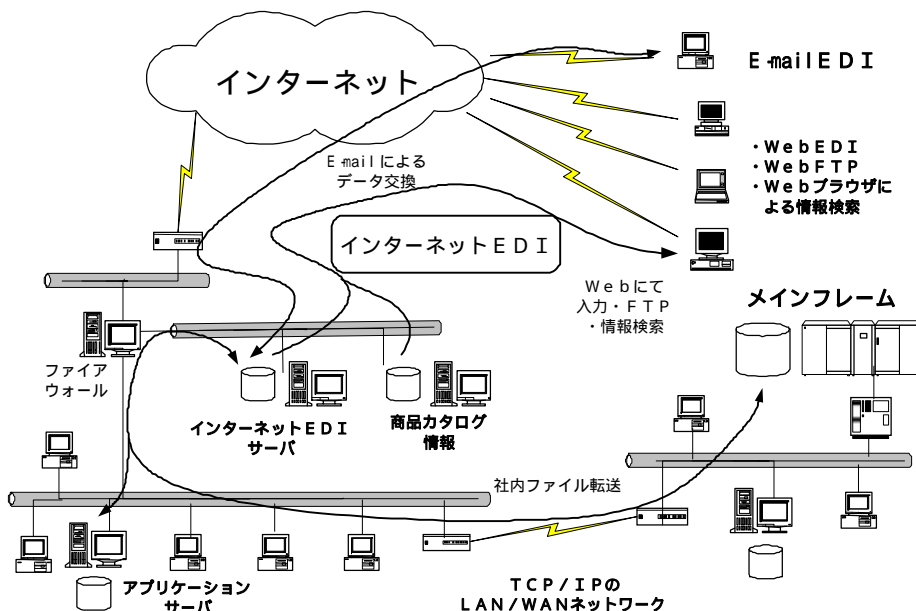 インターネット
E-mailEDI
・WebEDI
・WebFTP
・Webブラウザに
よる情報検索
E-mailによる
データ交換
インターネットEDI
Webにて
入力・FTP
・情報検索
メインフレーム
ファイア
ウォール
インターネットEDI
サーバ
商品カタログ
情報
社内ファイル転送
アプリケーション
サーバ
TCP/IPの
LAN/WANネットワーク